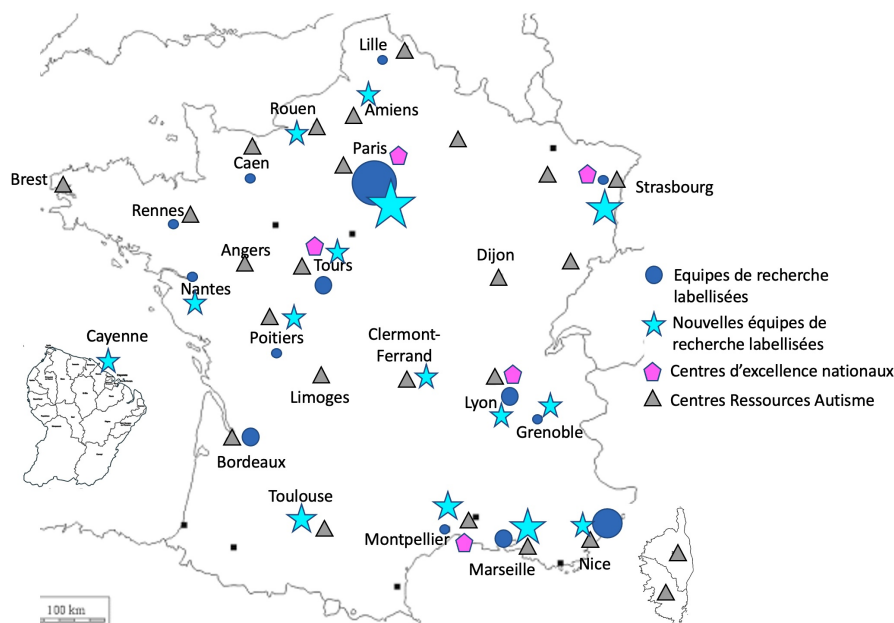 Lille
Rouen
Amiens
Caen
Paris
Brest
Strasbourg
Rennes
Angers
Tours
Dijon
Nantes
Equipes de recherche
labellisées
Cayenne
Poitiers
Clermont-
Ferrand
Nouvelles équipes de
recherche labellisées
Centres d'excellence nationaux
Limoges
Lyon
Centres Ressources Autisme
Grenoble
Bordeaux
Toulouse
Montpellier
Marseille
Nice
100 km